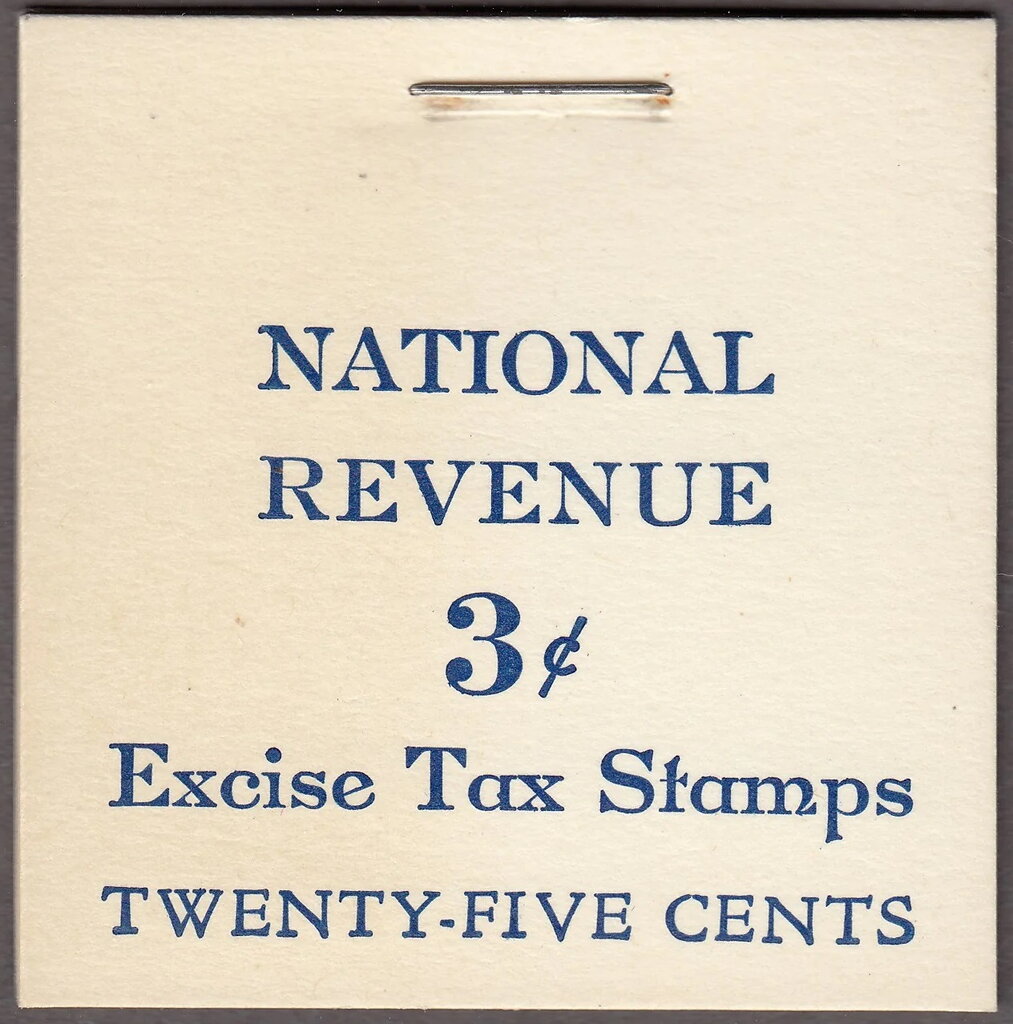 NATIONAL
REVENUE
3¢
Excise Tax Stamps
TWENTY-FIVE CENTS